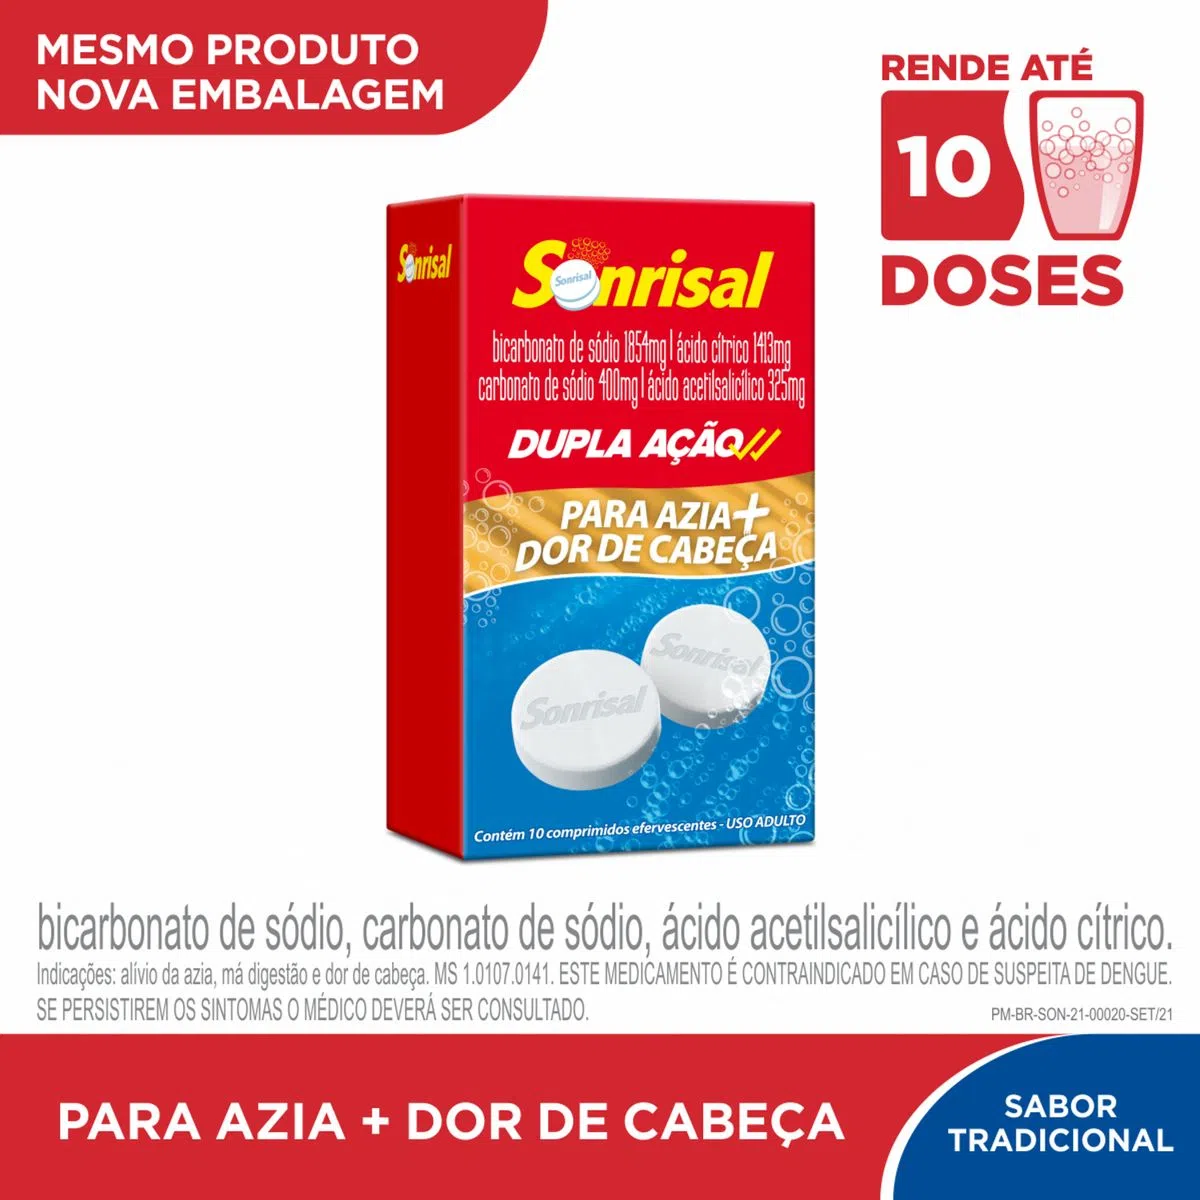 MESMO PRODUTO
NOVA EMBALAGEM
RENDE ATÉ
10
DOSES
Sonrisal
Sonrisal
Sonrisal
bicarbonato de sódio 1854mg | ácido cítrico 1413mg
carbonato de sódio 400mg | ácido acetilsalicílico 325mg
DUPLA AÇÃO
PARA AZIA +
DOR DE CABEÇA
Sonrisal
Sonrisal
Contém 10 comprimidos efervescentes - USO ADULTO
bicarbonato de sódio, carbonato de sódio, ácido acetilsalicílico e ácido cítrico.
Indicações: alívio da azia, má digestão e dor de cabeça. MS 1.0107.0141. ESTE MEDICAMENTO É CONTRAINDICADO EM CASO DE SUSPEITA DE DENGUE.
SE PERSISTIREM OS SINTOMAS O MÉDICO DEVERÁ SER CONSULTADO.
PM-BR-SON-21-00020-SET/21
PARA AZIA + DOR DE CABEÇA
SABOR
TRADICIONAL